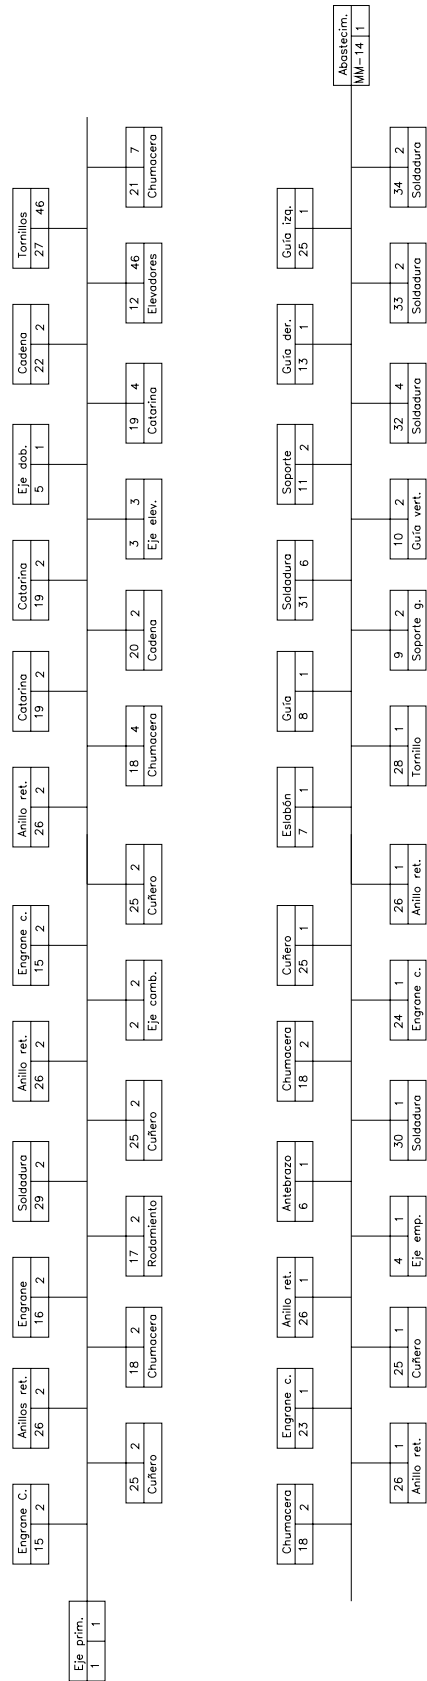 Eje prim.
1 1
Engrane C.
15 2
Anillos ret.
26 2
Engrane
16 2
Soldadura
29 2
Anillo ret.
26 2
Engrane c.
15 2
Anillo ret.
26 2
Catarina
19 2
Catarina
19 2
Eje dob.
5 1
Cadena
22 2
Tornillos
27 46
25 2
Cuñero
18 2
Chumacera
17 2
Rodamiento
25 2
Cuñero
2 2
Eje camb.
25 2
Cuñero
18 4
Chumacera
20 2
Cadena
3 3
Eje elev.
19 4
Catarina
12 46
Elevadores
21 7
Chumacera
Chumacera
18 2
Engrane c.
23 1
Anillo ret.
26 1
Antebrazo
6 1
Chumacera
18 2
Cuñero
25 1
Eslabón
7 1
Guía
8 1
Soldadura
31 6
Soporte
11 2
Guía der.
13 1
Guía izq.
25 1
Abastecim.
MM-14 1
26 1
Anillo ret.
25 1
Cuñero
4 1
Eje emp.
30 1
Soldadura
24 1
Engrane c.
26 1
Anillo ret.
28 1
Tornillo
9 2
Soporte g.
10 2
Guía vert.
32 4
Soldadura
33 2
Soldadura
34 2
Soldadura